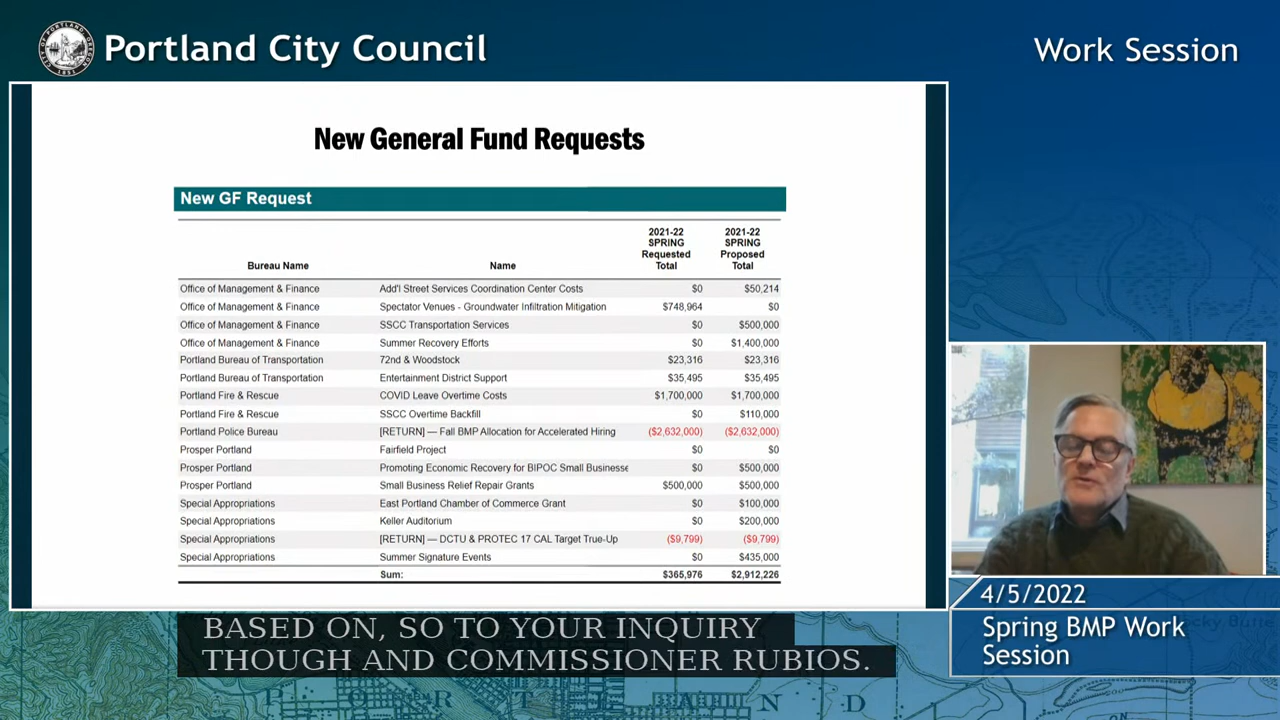 Portland City Council
Work Session
New General Fund Requests
New GF Request
Bureau Name Name 2021-22 SPRING Requested Total 2021-22 SPRING Proposed Total
Office of Management & Finance Add'l Street Services Coordination Center Costs $0 $50,214
Office of Management & Finance Spectator Venues - Groundwater Infiltration Mitigation $748,964 $0
Office of Management & Finance SSCC Transportation Services $0 $500,000
Office of Management & Finance Summer Recovery Efforts $0 $1,400,000
Portland Bureau of Transportation 72nd & Woodstock $23,316 $23,316
Portland Bureau of Transportation Entertainment District Support $35,495 $35,495
Portland Fire & Rescue COVID Leave Overtime Costs $1,700,000 $1,700,000
Portland Fire & Rescue SSCC Overtime Backfill $0 $110,000
Portland Police Bureau [RETURN] — Fall BMP Allocation for Accelerated Hiring ($2,632,000) ($2,632,000)
Prosper Portland Fairfield Project $0 $0
Prosper Portland Promoting Economic Recovery for BIPOC Small Businesse $0 $500,000
Prosper Portland Small Business Relief Repair Grants $500,000 $500,000
Special Appropriations East Portland Chamber of Commerce Grant $0 $100,000
Special Appropriations Keller Auditorium $0 $200,000
Special Appropriations [RETURN] — DCTU & PROTEC 17 CAL Target True-Up ($9,799) ($9,799)
Special Appropriations Summer Signature Events $0 $435,000
Sum: $365,976 $2,912,226
4/5/2022
Spring BMP Work
Session
BASED ON, SO TO YOUR INQUIRY
THOUGH AND COMMISSIONER RUBIOS.